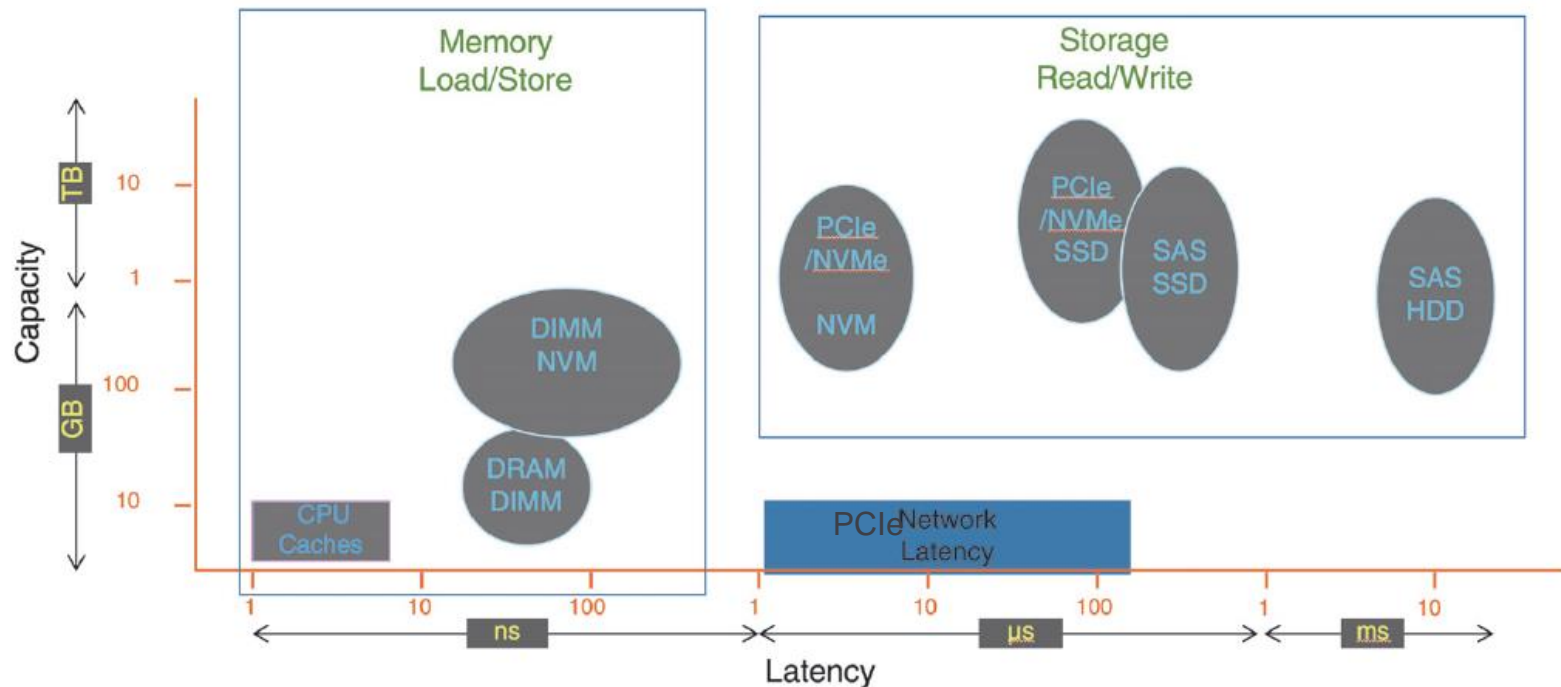 Memory
Load/Store
Storage
Read/Write
Capacity
TB
GB
10
1
100
10
CPU
Caches
DIMM
NVM
DRAM
DIMM
PCIe
/NVMe
NVM
PCIe
/NVMe
SSD
SAS
SSD
SAS
HDD
PCIe Network
Latency
1
10
100
1
10
100
1
10
ns
µs
ms
Latency